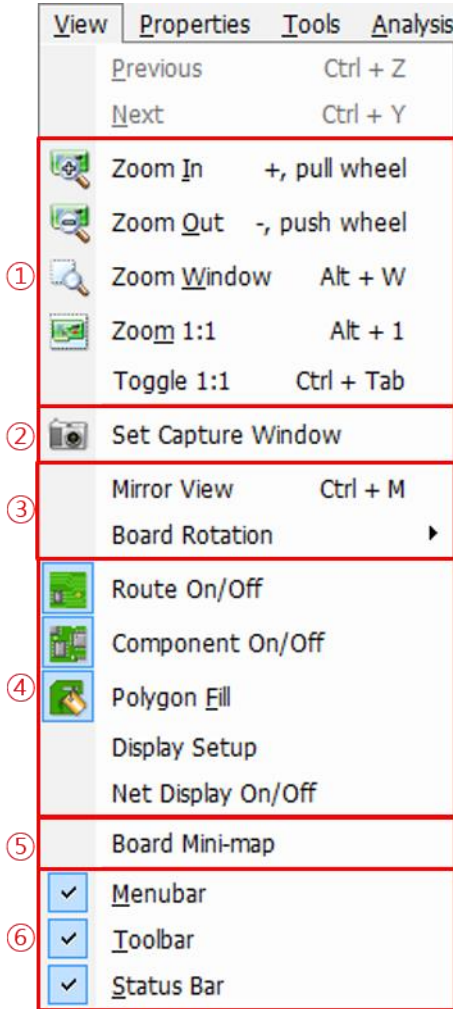 View Properties Tools Analysis
Previous Ctrl + Z
Next Ctrl + Y
Zoom In +, pull wheel
Zoom Out -, push wheel
① Zoom Window Alt + W
Zoom 1:1 Alt + 1
Toggle 1:1 Ctrl + Tab
② Set Capture Window
③ Mirror View Ctrl + M
Board Rotation
Route On/Off
Component On/Off
④ Polygon Fill
Display Setup
Net Display On/Off
⑤ Board Mini-map
Menubar
⑥ Toolbar
Status Bar